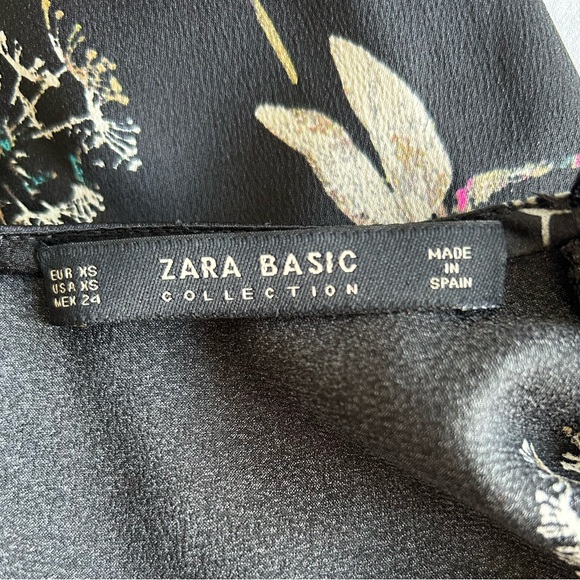 EUR XS
USA XS
MEX 24
ZARA BASIC
COLLECTION
MADE
IN
SPAIN